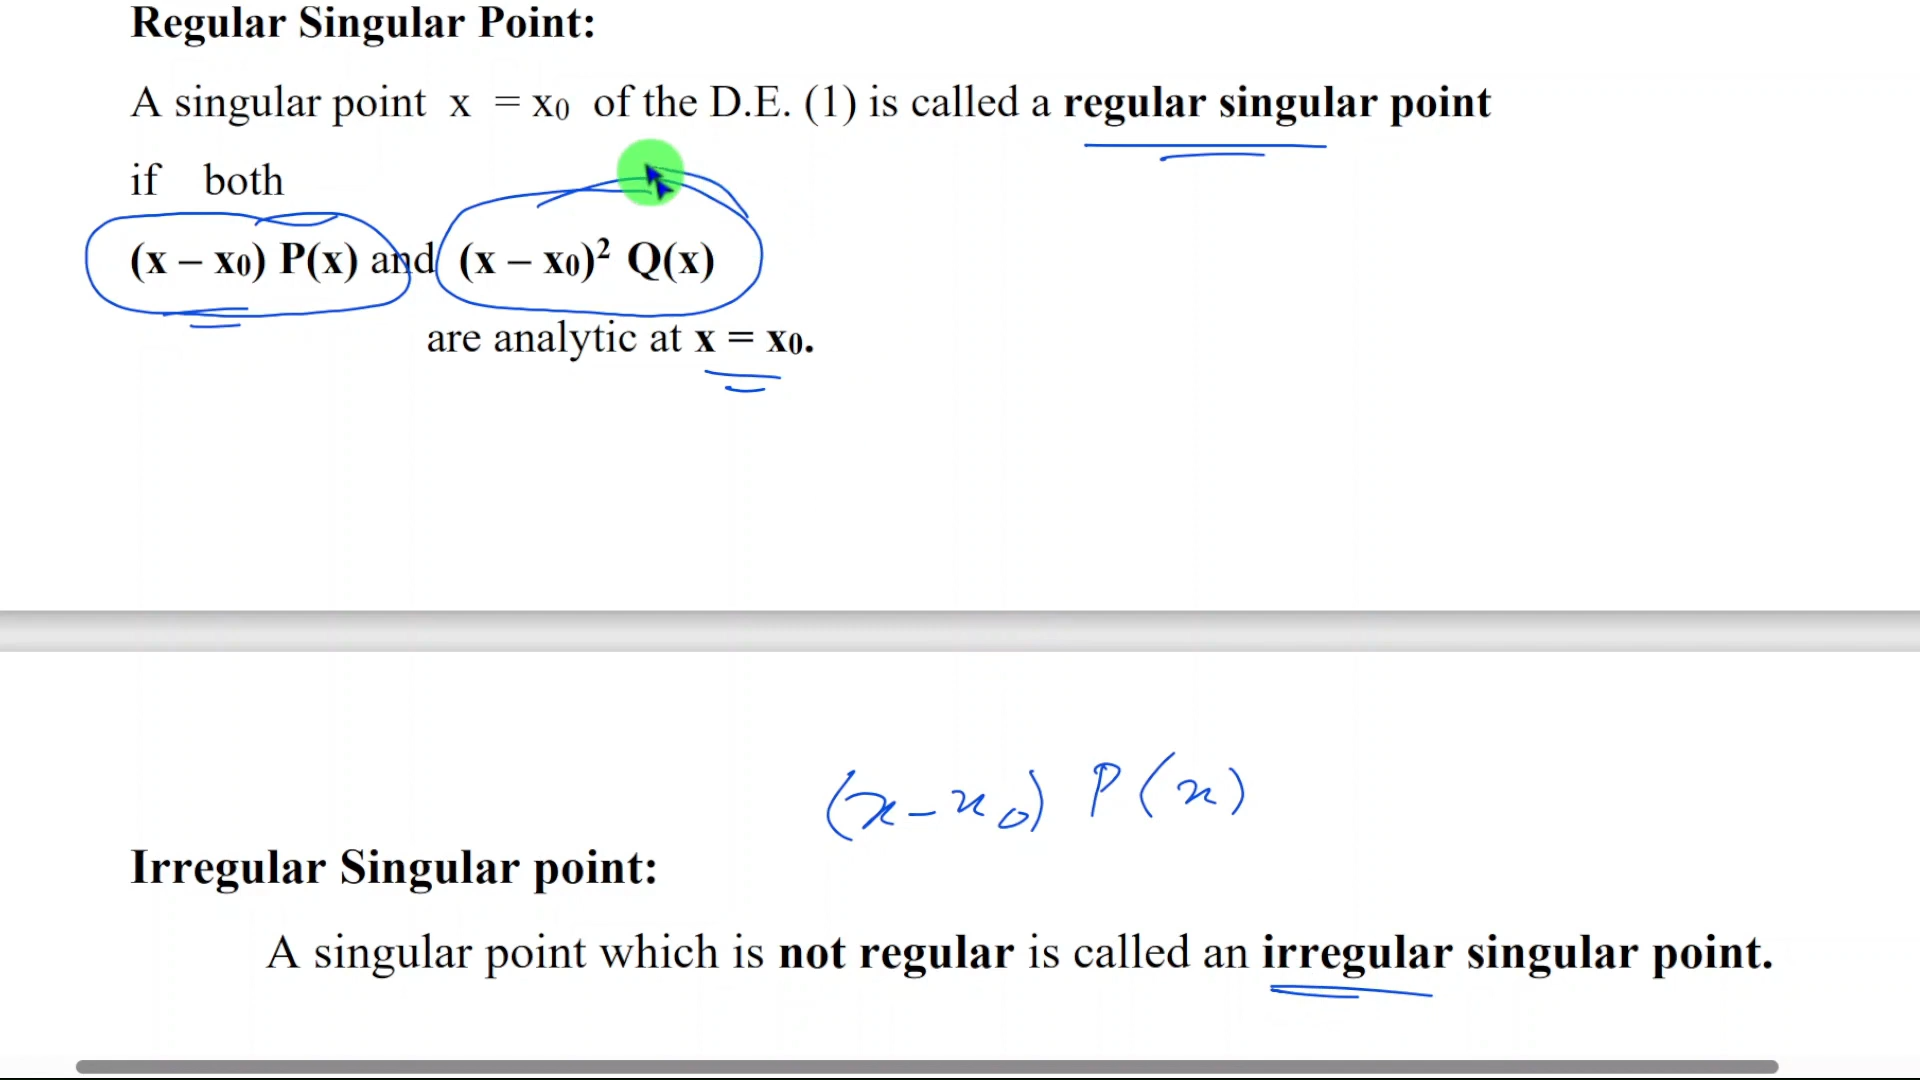 Regular Singular Point:
A singular point x = x₀ of the D.E. (1) is called a regular singular point
if both
(x – x₀) P(x) and (x – x₀)² Q(x)
are analytic at x = x₀.
(x-x₀) P(x)
Irregular Singular point:
A singular point which is not regular is called an irregular singular point.